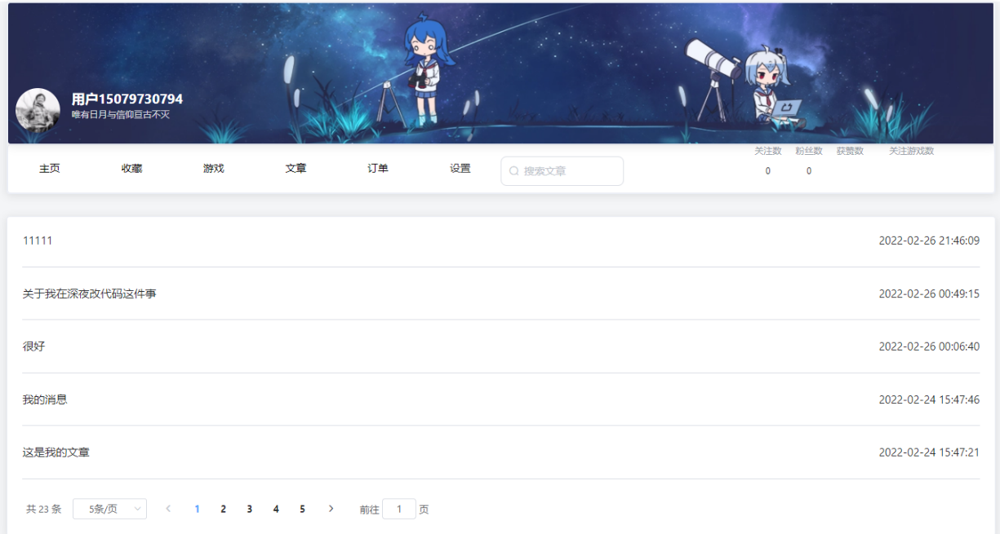 用户15079730794
唯有日月与信仰亘古不灭
主页 收藏 游戏 文章 订单 设置 搜索文章
关注数 粉丝数 获赞数 关注游戏数
0 0
11111 2022-02-26 21:46:09
关于我在深夜改代码这件事 2022-02-26 00:49:15
很好 2022-02-26 00:06:40
我的消息 2022-02-24 15:47:46
这是我的文章 2022-02-24 15:47:21
共 23 条 5条/页 1 2 3 4 5 前往 1 页